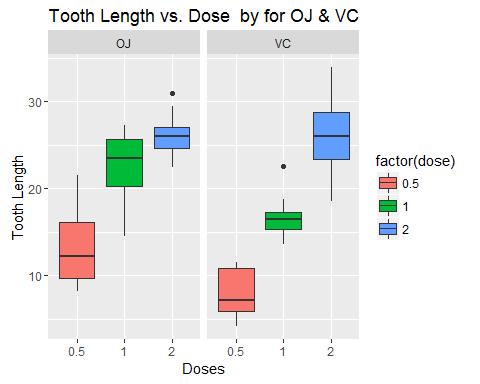 Tooth Length vs. Dose  by for OJ & VC
OJ
VC
Tooth Length
30
20
10
0.5
1
2
0.5
1
2
Doses
factor(dose)
0.5
1
2